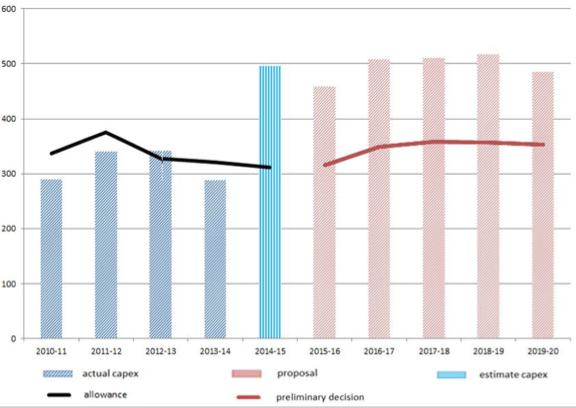 600
500
400
300
200
100
0
2010-11 2011-12 2012-13 2013-14 2014-15 2015-16 2016-17 2017-18 2018-19 2019-20
actual capex proposal estimate capex
allowance preliminary decision